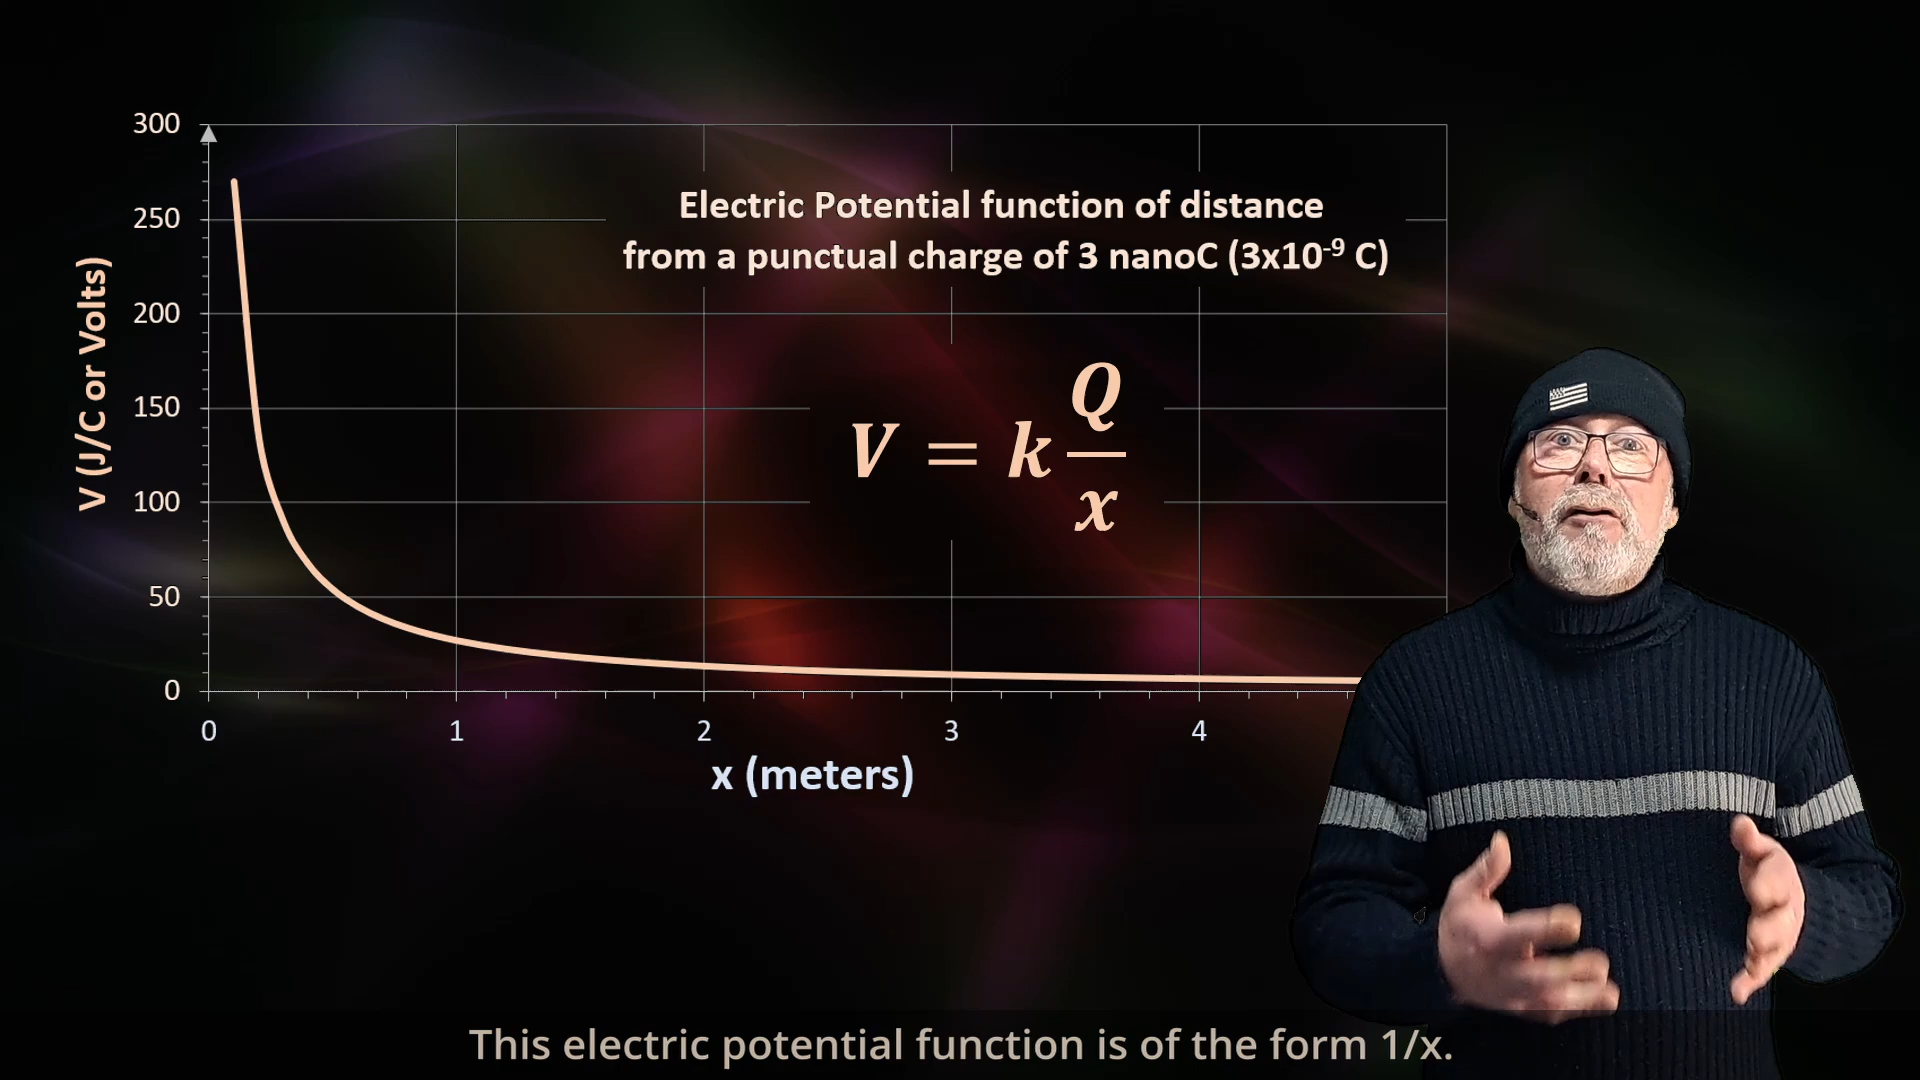 300
250
200
150
100
50
0
V (J/C or Volts)
Electric Potential function of distance
from a punctual charge of 3 nanoC (3x10⁻⁹ C)
V = k Q/x
0 1 2 3 4
x (meters)
This electric potential function is of the form 1/x.